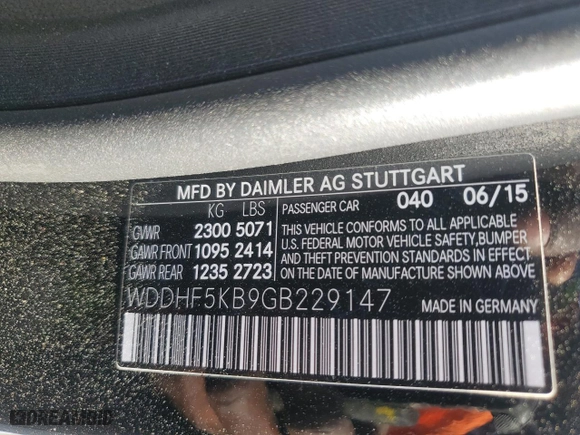 MFD BY DAIMLER AG STUTTGART
KG LBS PASSENGER CAR 040 06/15
GVWR 2300 5071
GAWR FRONT 1095 2414
GAWR REAR 1235 2723
THIS VEHICLE CONFORMS TO ALL APPLICABLE
U.S. FEDERAL MOTOR VEHICLE SAFETY,BUMPER
AND THEFT PREVENTION STANDARDS IN EFFECT
ON THE DATE OF MANUFACTURE SHOWN ABOVE.
WDDHF5KB9GB229147 MADE IN GERMANY
DREAMBID